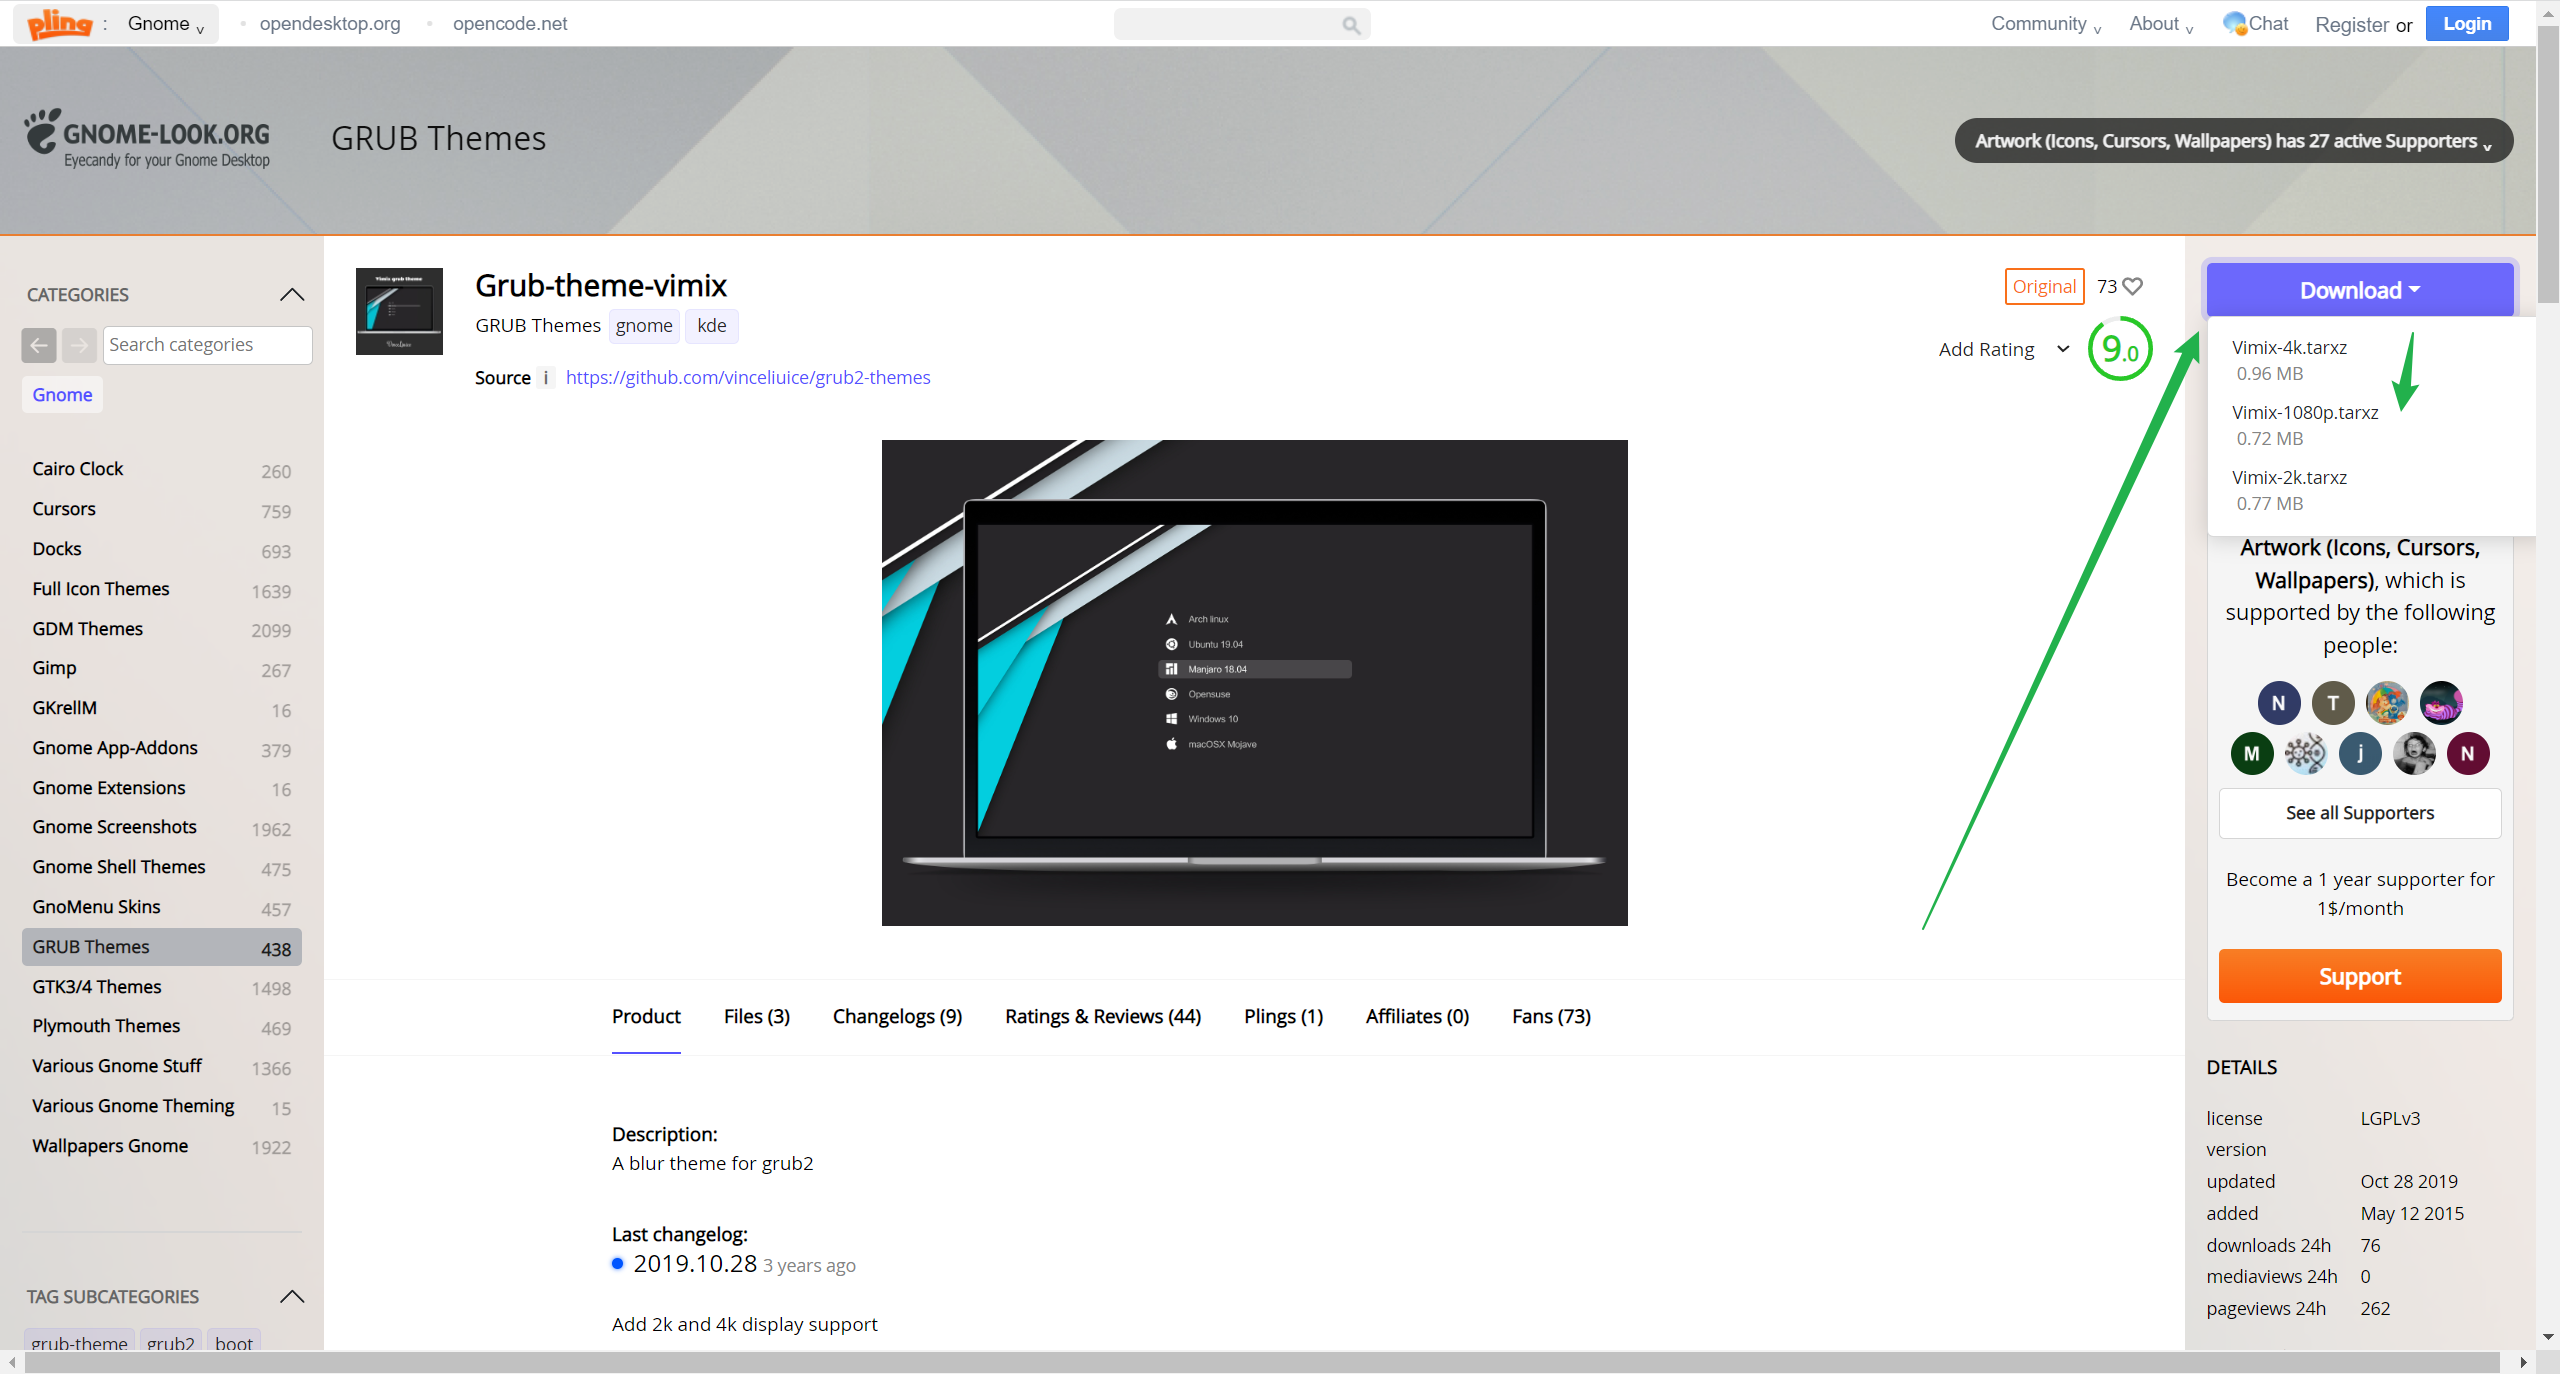 pling : Gnome v
opendesktop.org
opencode.net
Community v
About v
Chat
Register or
Login
GNOME-LOOK.ORG
Eyecandy for your Gnome Desktop
GRUB Themes
Artwork (Icons, Cursors, Wallpapers) has 27 active Supporters v
CATEGORIES
Search categories
Gnome
Cairo Clock 260
Cursors 759
Docks 693
Full Icon Themes 1639
GDM Themes 2099
Gimp 267
GKrellM 16
Gnome App-Addons 379
Gnome Extensions 16
Gnome Screenshots 1962
Gnome Shell Themes 475
GnoMenu Skins 457
GRUB Themes 438
GTK3/4 Themes 1498
Plymouth Themes 469
Various Gnome Stuff 1366
Various Gnome Theming 15
Wallpapers Gnome 1922
TAG SUBCATEGORIES
grub-theme grub2 boot
Vimix grub theme
Vinceliuice
Grub-theme-vimix
GRUB Themes gnome kde
Source i https://github.com/vinceliuice/grub2-themes
Original 73
Add Rating 9.0
Arch linux
Ubuntu 19.04
Manjaro 18.04
Opensuse
Windows 10
macOSX Mojave
Product Files (3) Changelogs (9) Ratings & Reviews (44) Plings (1) Affiliates (0) Fans (73)
Description:
A blur theme for grub2
Last changelog:
2019.10.28 3 years ago
Add 2k and 4k display support
Download
Vimix-4k.tarxz
0.96 MB
Vimix-1080p.tarxz
0.72 MB
Vimix-2k.tarxz
0.77 MB
Artwork (Icons, Cursors,
Wallpapers), which is
supported by the following
people:
N T
M j N
See all Supporters
Become a 1 year supporter for
1$/month
Support
DETAILS
license LGPLv3
version
updated Oct 28 2019
added May 12 2015
downloads 24h 76
mediaviews 24h 0
pageviews 24h 262